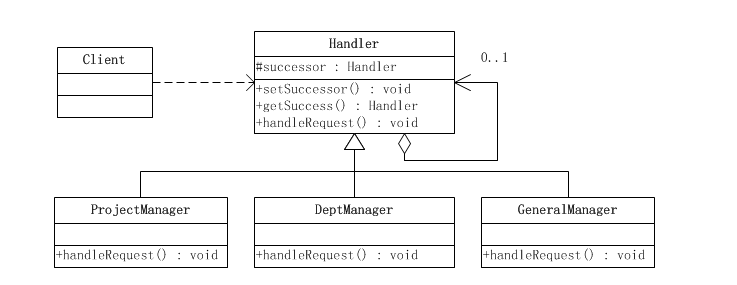 Handler
Client
#successor : Handler
0..1
+setSuccessor() : void
+getSuccess() : Handler
+handleRequest() : void
ProjectManager
DeptManager
GeneralManager
+handleRequest() : void
+handleRequest() : void
+handleRequest() : void